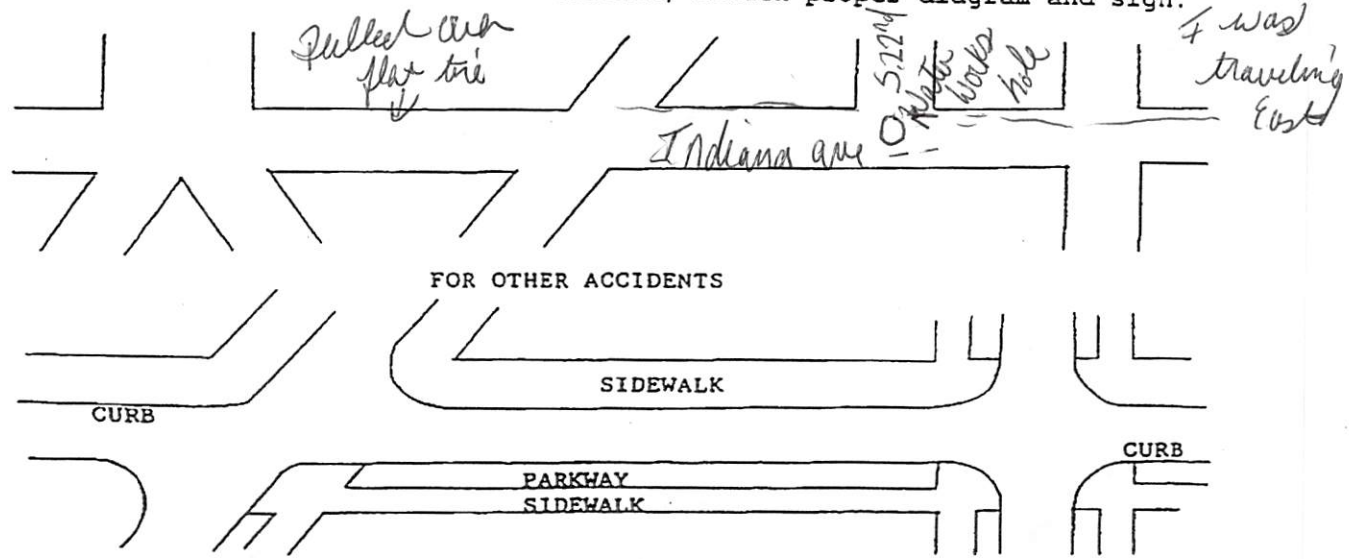 proper diagram and sign.
Pulled over
flat tire
S. 22nd
Water
Works
hole
I was
traveling
East
Indiana ave
FOR OTHER ACCIDENTS
SIDEWALK
CURB
CURB
PARKWAY
SIDEWALK